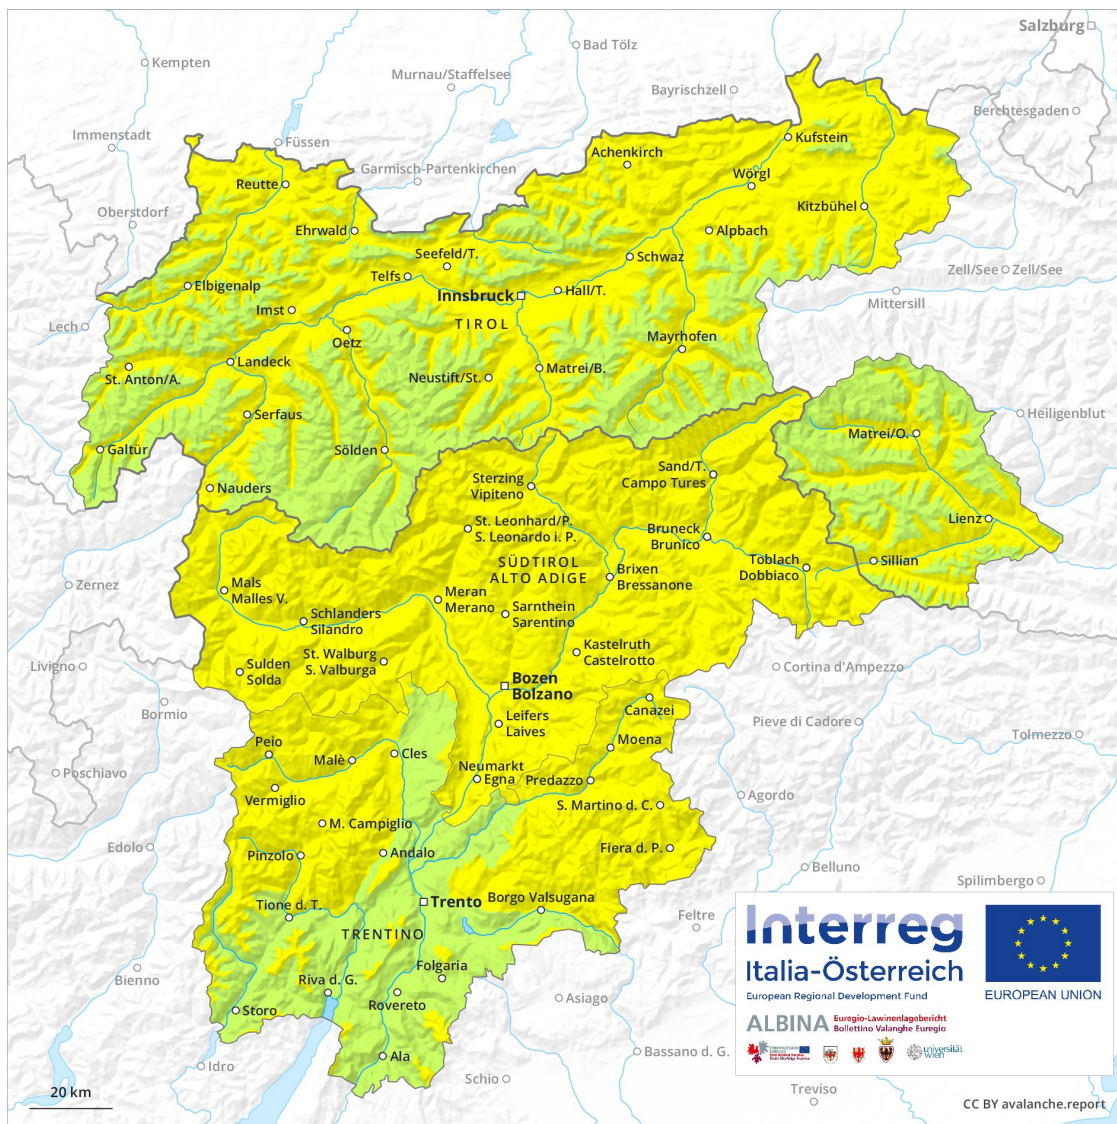 Salzburg
Bad Tölz
Kempten
Murnau/Staffelsee
Bayrischzell
Berchtesgaden
Immenstadt
Füssen
Kufstein
Achenkirch
Garmisch-Partenkirchen
Wörgl
Reutte
Oberstdorf
Kitzbühel
Ehrwald
Alpbach
Seefeld/T.
Schwaz
Telfs
Zell/See
Zell/See
Elbigenalp
Innsbruck
Hall/T.
Mittersill
Imst
TIROL
Lech
Oetz
Mayrhofen
Landeck
Matrei/B.
St. Anton/A.
Neustift/St.
Serfaus
Heiligenblut
Matrei/O.
Galtür
Sölden
Sand/T.
Campo Tures
Sterzing
Vipiteno
Nauders
St. Leonhard/P.
S. Leonardo i. P.
Bruneck
Brunico
Lienz
SÜDTIROL
ALTO ADIGE
Toblach
Dobbiaco
Sillian
Brixen
Bressanone
Zernez
Mals
Malles V.
Meran
Merano
Sarnthein
Sarentino
Schlanders
Silandro
Kastelruth
Castelrotto
St. Walburg
S. Valburga
Livigno
Sulden
Solda
Cortina d'Ampezzo
Bozen
Bolzano
Bormio
Canazei
Leifers
Laives
Pieve di Cadore
Tolmezzo
Peio
Moena
Malè
Cles
Poschiavo
Neumarkt
Egna
Predazzo
Vermiglio
Agordo
S. Martino d. C.
M. Campiglio
Edolo
Pinzolo
Andalo
Fiera d. P.
Belluno
Spilimbergo
Trento
Borgo Valsugana
Tione d. T.
Feltre
TRENTINO
Folgaria
Bienno
Riva d. G.
Rovereto
Asiago
Storo
Bassano d. G.
Ala
Idro
Schio
Treviso
20 km
Interreg
Italia-Österreich
European Regional Development Fund
EUROPEAN UNION
ALBINA
Euregio-Lawinenlagebericht
Bollettino Valanghe Euregio
universität
wien
CC BY avalanche.report